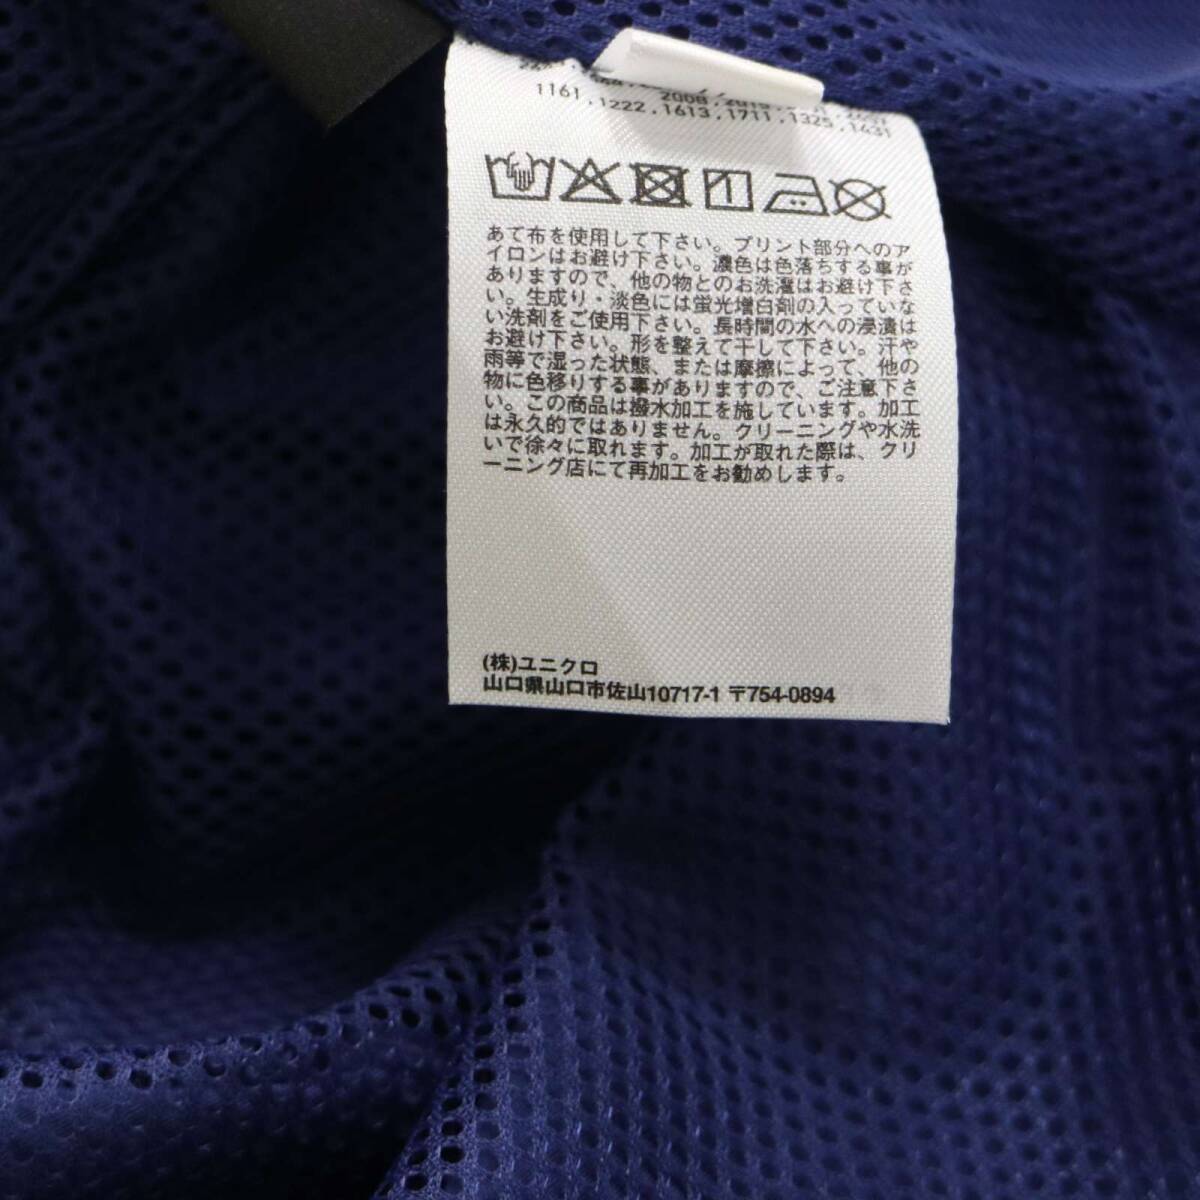 1161,1222,1613,1711,1325,1431
あて布を使用して下さい。プリント部分へのア
イロンはお避け下さい。濃色は色落ちする事が
ありますので、他の物とのお洗濯はお避け下さ
い。生成り・淡色には蛍光増白剤の入っていな
い洗剤をご使用下さい。長時間の水への浸漬は
お避け下さい。形を整えて干して下さい。汗や
雨等で湿った状態、または摩擦によって、他の
物に色移りする事がありますので、ご注意下さ
い。この商品は撥水加工を施しています。加工
は永久的ではありません。クリーニングや水洗
いで徐々に取れます。加工が取れた際は、クリ
ーニング店にて再加工をお勧めします。
(株)ユニクロ
山口県山口市佐山10717-1 〒754-0894